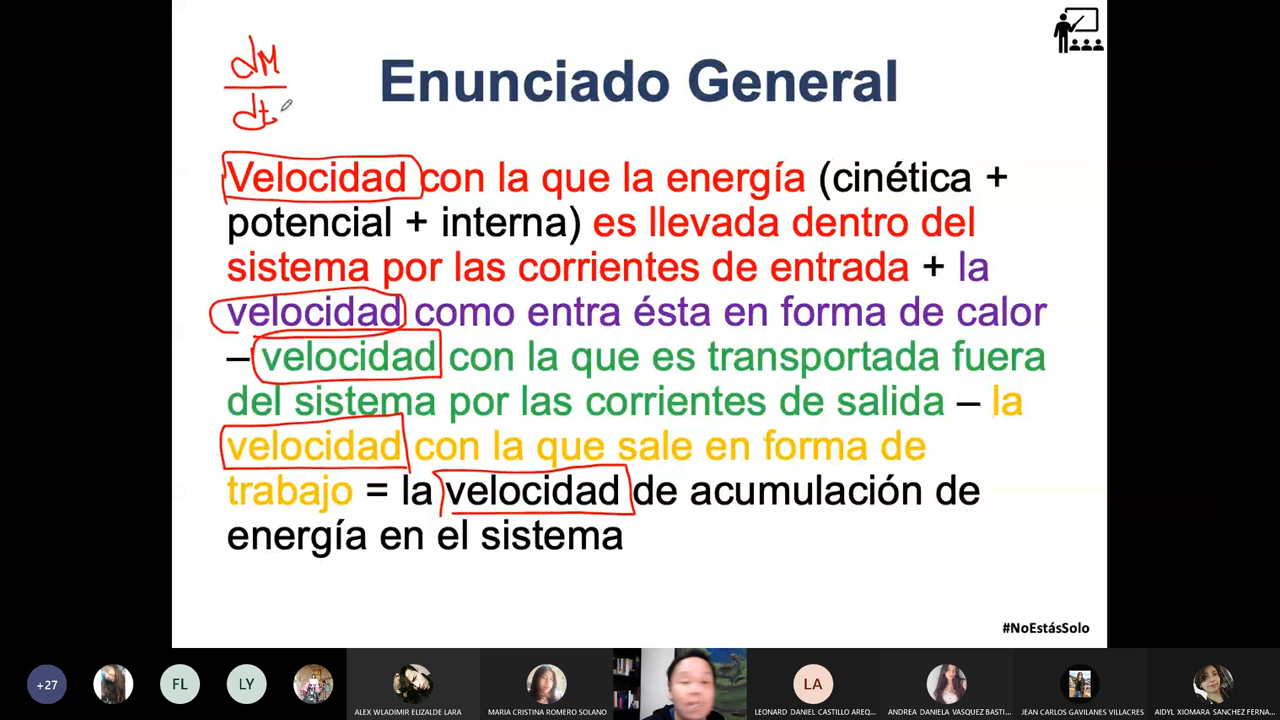 dM
dt
Enunciado General
Velocidad con la que la energía (cinética +
potencial + interna) es llevada dentro del
sistema por las corrientes de entrada + la
velocidad como entra ésta en forma de calor
– velocidad con la que es transportada fuera
del sistema por las corrientes de salida – la
velocidad con la que sale en forma de
trabajo = la velocidad de acumulación de
energía en el sistema
#NoEstásSolo
+27
FL
LY
ALEX WLADIMIR ELIZALDE LARA
MARIA CRISTINA ROMERO SOLANO
LA
LEONARD DANIEL CASTILLO AREQ...
ANDREA DANIELA VASQUEZ BASTI...
JEAN CARLOS GAVILANES VILLACRES
AIDYL XIOMARA SANCHEZ FERNA...